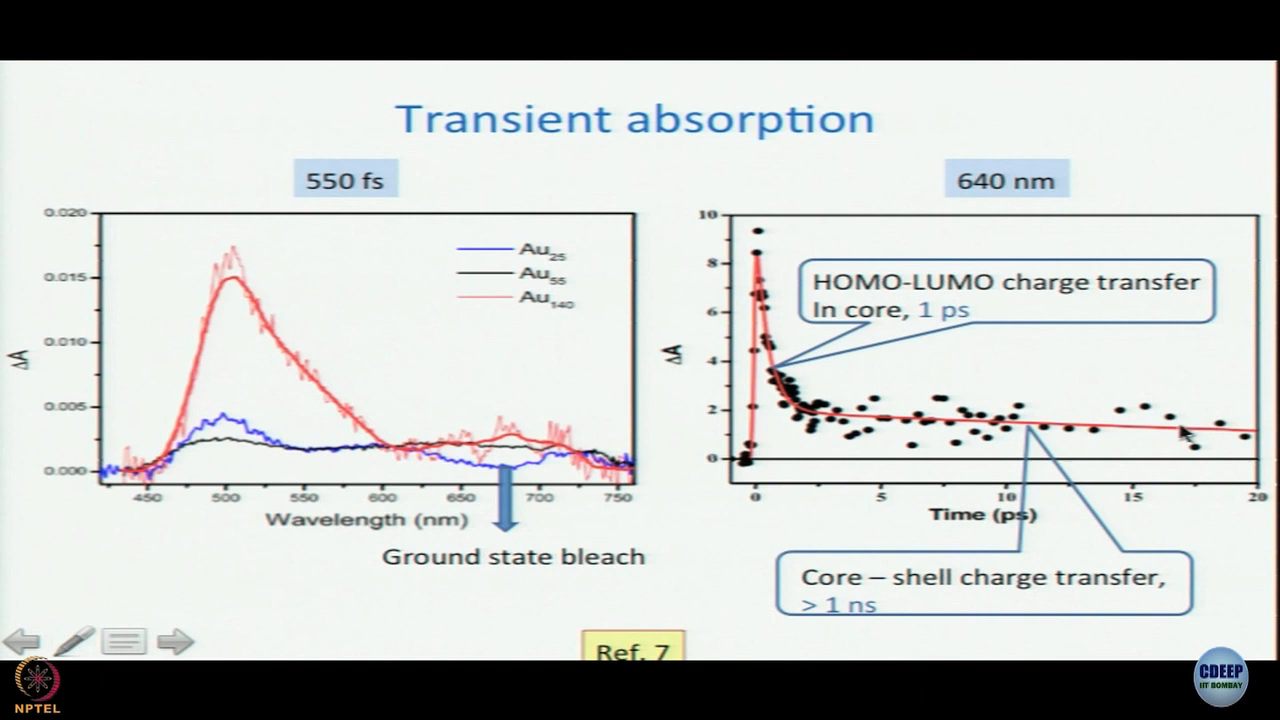 Transient absorption
550 fs
640 nm
0.020
0.015
0.010
0.005
0.000
ΔA
Au25
Au55
Au140
450
500
550
600
650
700
750
Wavelength (nm)
Ground state bleach
10
8
6
4
2
0
ΔA
HOMO-LUMO charge transfer
In core, 1 ps
0
5
10
15
20
Time (ps)
Core – shell charge transfer,
> 1 ns
Ref. 7
NPTEL
CDEEP
IIT BOMBAY